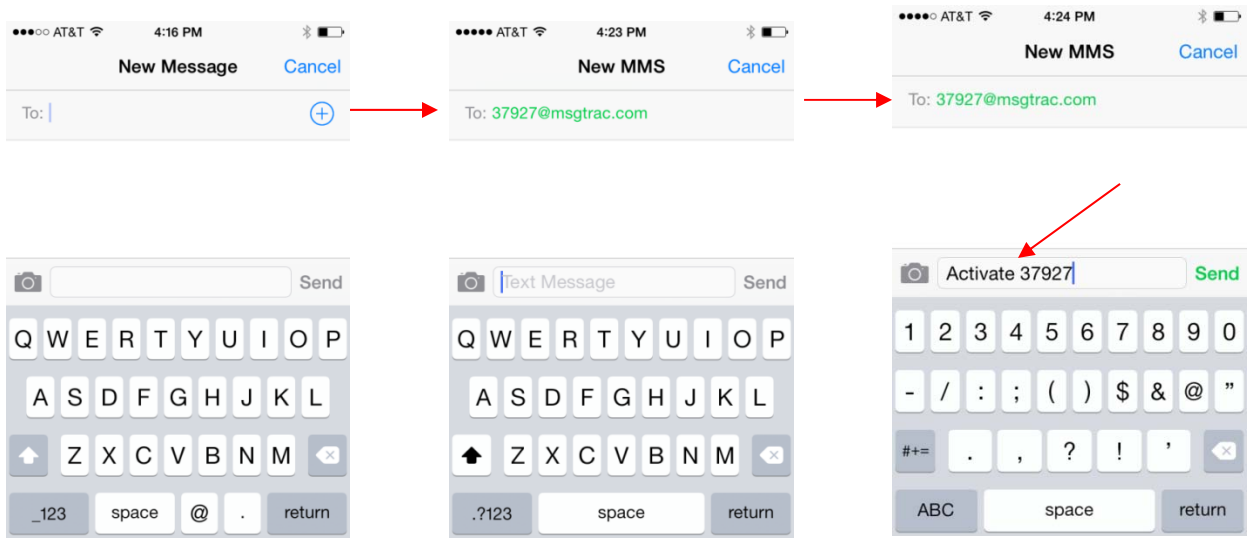 AT&T 4:16 PM
New Message Cancel
To:
Send
Q W E R T Y U I O P
A S D F G H J K L
Z X C V B N M
_123 space @ . return
AT&T 4:23 PM
New MMS Cancel
To: 37927@msgtrac.com
Text Message Send
Q W E R T Y U I O P
A S D F G H J K L
Z X C V B N M
.?123 space return
AT&T 4:24 PM
New MMS Cancel
To: 37927@msgtrac.com
Activate 37927 Send
1 2 3 4 5 6 7 8 9 0
- / : ; ( ) $ & @ ”
#+= . , ? ! ’
ABC space return